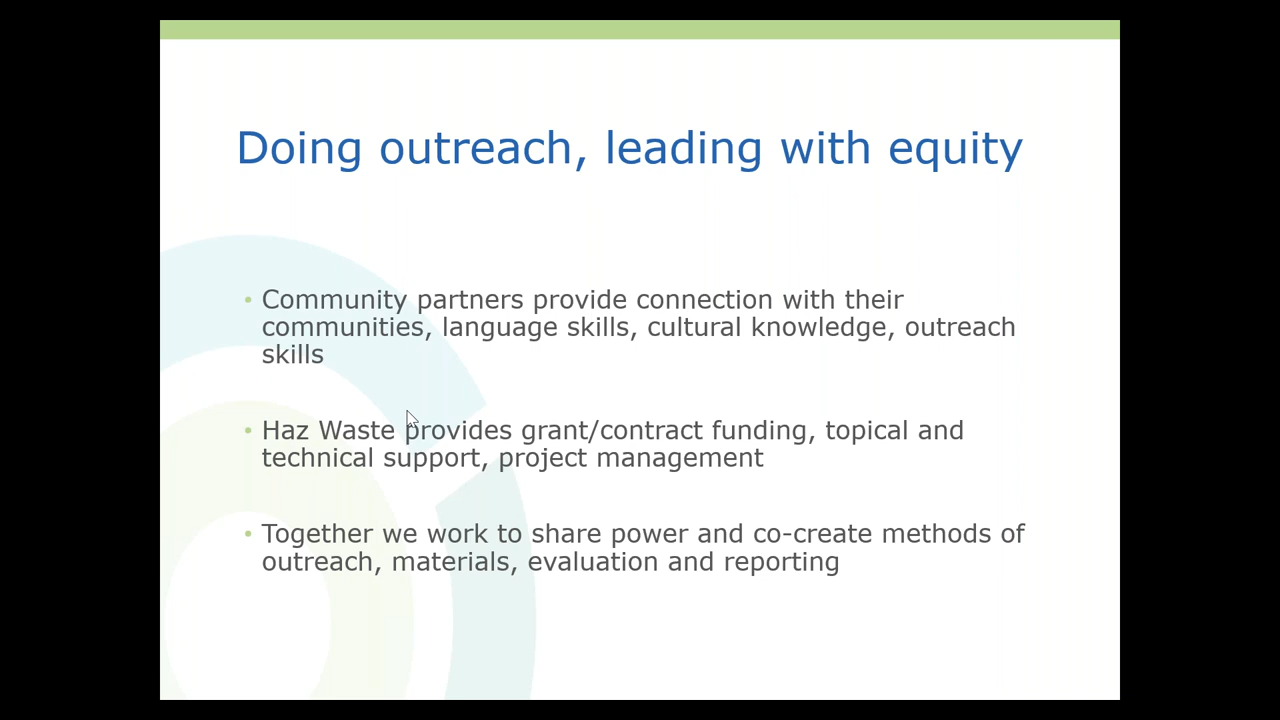 Doing outreach, leading with equity
• Community partners provide connection with their
communities, language skills, cultural knowledge, outreach
skills
• Haz Waste provides grant/contract funding, topical and
technical support, project management
• Together we work to share power and co-create methods of
outreach, materials, evaluation and reporting